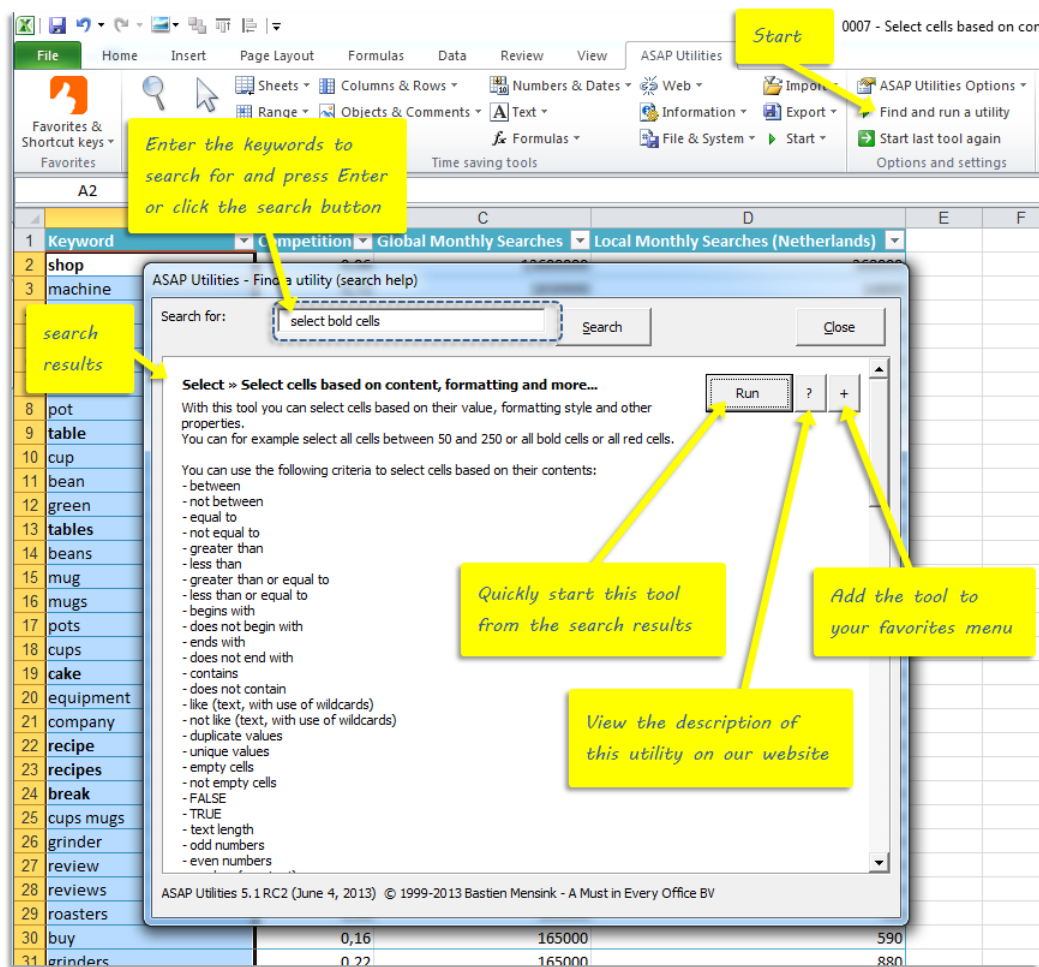 0007 - Select cells based on con
File Home Insert Page Layout Formulas Data Review View ASAP Utilities
Start
Favorites &
Shortcut keys
Favorites
Sheets
Columns & Rows
Numbers & Dates
Web
Import
ASAP Utilities Options
Range
Objects & Comments
Text
Information
Export
Find and run a utility
Formulas
File & System
Start
Start last tool again
Time saving tools
Options and settings
Enter the keywords to
search for and press Enter
or click the search button
A2
C D E F
1 Keyword Competition Global Monthly Searches Local Monthly Searches (Netherlands)
2 shop
3 machine
search
results
8 pot
9 table
10 cup
11 bean
12 green
13 tables
14 beans
15 mug
16 mugs
17 pots
18 cups
19 cake
20 equipment
21 company
22 recipe
23 recipes
24 break
25 cups mugs
26 grinder
27 review
28 reviews
29 roasters
30 buy 0,16 165000 590
31 grinders 0,22 165000 880
ASAP Utilities - Find a utility (search help)
Search for:
select bold cells
Search
Close
Select » Select cells based on content, formatting and more...
Run ? +
With this tool you can select cells based on their value, formatting style and other
properties.
You can for example select all cells between 50 and 250 or all bold cells or all red cells.
You can use the following criteria to select cells based on their contents:
- between
- not between
- equal to
- not equal to
- greater than
- less than
- greater than or equal to
- less than or equal to
- begins with
- does not begin with
- ends with
- does not end with
- contains
- does not contain
- like (text, with use of wildcards)
- not like (text, with use of wildcards)
- duplicate values
- unique values
- empty cells
- not empty cells
- FALSE
- TRUE
- text length
- odd numbers
- even numbers
Quickly start this tool
from the search results
Add the tool to
your favorites menu
View the description of
this utility on our website
ASAP Utilities 5.1 RC2 (June 4, 2013) © 1999-2013 Bastien Mensink - A Must in Every Office BV